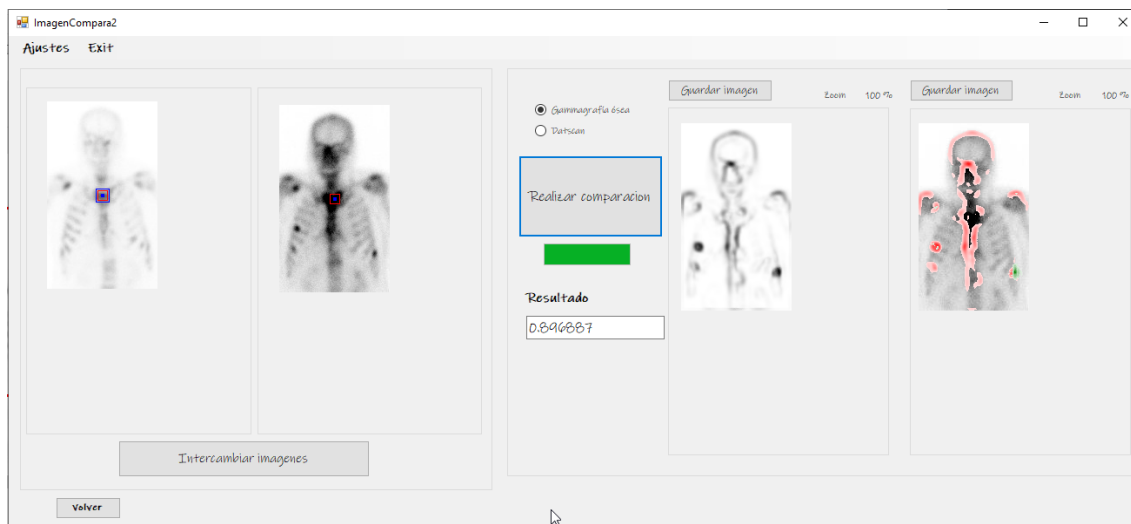 ImagenCompara2
Ajustes Exit
Guardar imagen Zoom 100 % Guardar imagen Zoom 100 %
Gammagrafía ósea
Datscan
Realizar comparacion
Resultado
0.896887
Intercambiar imagenes
Volver